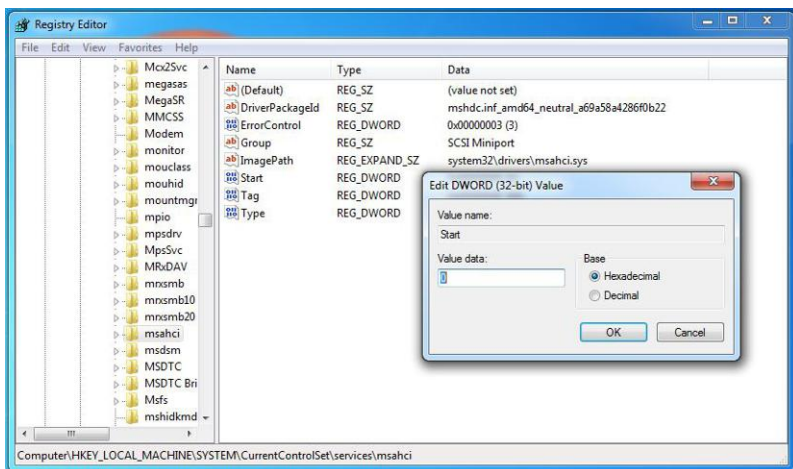 Registry Editor
File Edit View Favorites Help
Mcx2Svc
megasas
MegaSR
MMCSS
Modem
monitor
mouclass
mouhid
mountmgr
mpio
mpsdrv
MpsSvc
MRxDAV
mrxsmb
mrxsmb10
mrxsmb20
msahci
msdsm
MSDTC
MSDTC Bri
Msfs
mshidkmd
Name Type Data
(Default) REG_SZ (value not set)
DriverPackageId REG_SZ mshdc.inf_amd64_neutral_a69a58a4286f0b22
ErrorControl REG_DWORD 0x00000003 (3)
Group REG_SZ SCSI Miniport
ImagePath REG_EXPAND_SZ system32\drivers\msahci.sys
Start REG_DWORD
Tag REG_DWORD
Type REG_DWORD
Edit DWORD (32-bit) Value
Value name:
Start
Value data:
Base
Hexadecimal
Decimal
OK Cancel
Computer\HKEY_LOCAL_MACHINE\SYSTEM\CurrentControlSet\services\msahci